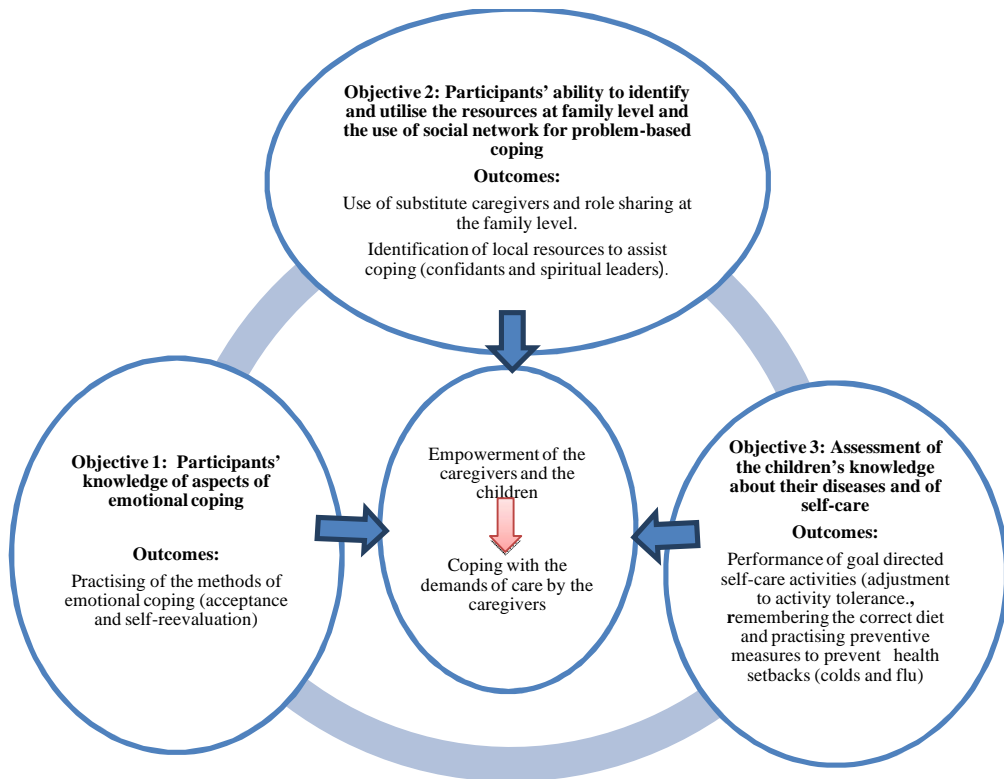 Objective 2: Participants’ ability to identify
and utilise the resources at family level and
the use of social network for problem-based
coping
Outcomes:
Use of substitute caregivers and role sharing at
the family level.
Identification of local resources to assist
coping (confidants and spiritual leaders).
Objective 1:  Participants’
knowledge of aspects of
emotional coping
Outcomes:
Practising of the methods of
emotional coping (acceptance
and self-reevaluation)
Empowerment of the
caregivers and the
children
Coping with the
demands of care by the
caregivers
Objective 3: Assessment of
the children’s knowledge
about their diseases and of
self-care
Outcomes:
Performance of goal directed
self-care activities (adjustment
to activity tolerance.,
remembering the correct diet
and practising preventive
measures to prevent   health
setbacks (colds and flu)